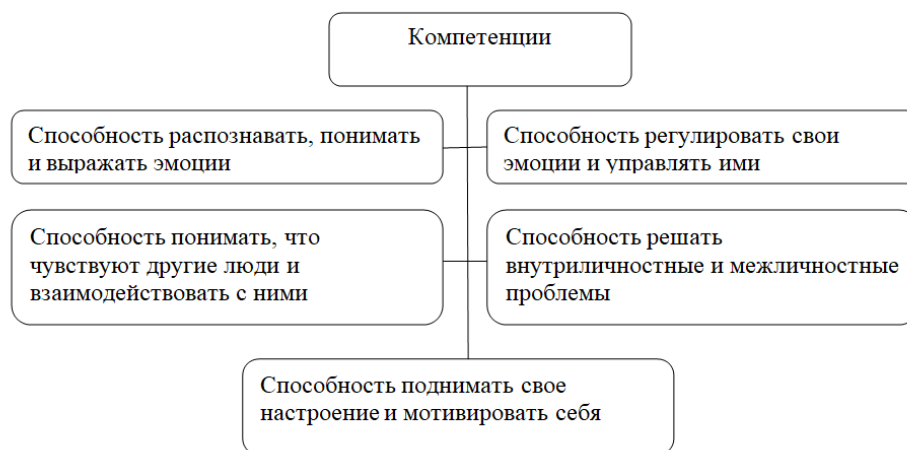 Компетенции
Способность распознавать, понимать
и выражать эмоции
Способность регулировать свои
эмоции и управлять ими
Способность понимать, что
чувствуют другие люди и
взаимодействовать с ними
Способность решать
внутриличностные и межличностные
проблемы
Способность поднимать свое
настроение и мотивировать себя